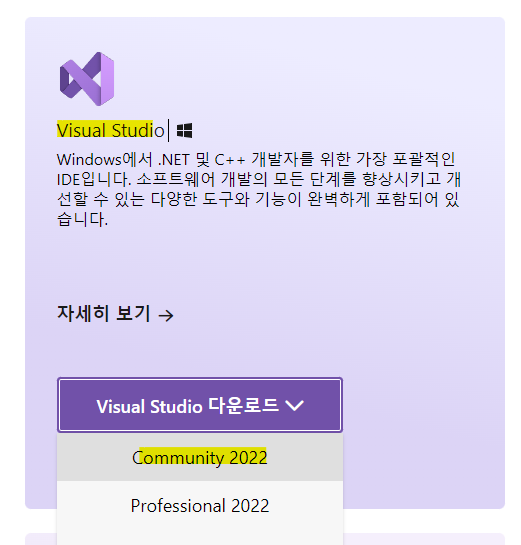 Visual Studio
Windows에서 .NET 및 C++ 개발자를 위한 가장 포괄적인
IDE입니다. 소프트웨어 개발의 모든 단계를 향상시키고 개
선할 수 있는 다양한 도구와 기능이 완벽하게 포함되어 있
습니다.
자세히 보기 →
Visual Studio 다운로드
Community 2022
Professional 2022